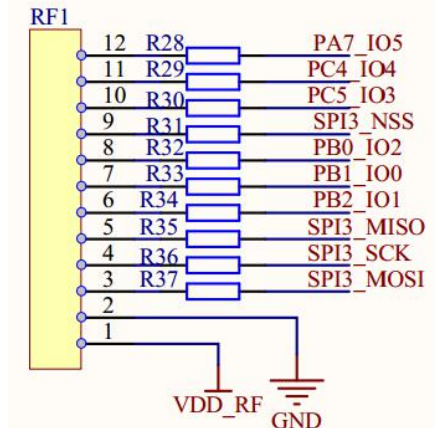 RF1
12 R28 PA7_IO5
11 R29 PC4_IO4
10 R30 PC5_IO3
9 R31 SPI3_NSS
8 R32 PB0_IO2
7 R33 PB1_IO0
6 R34 PB2_IO1
5 R35 SPI3_MISO
4 R36 SPI3_SCK
3 R37 SPI3_MOSI
2
1
VDD_RF
GND